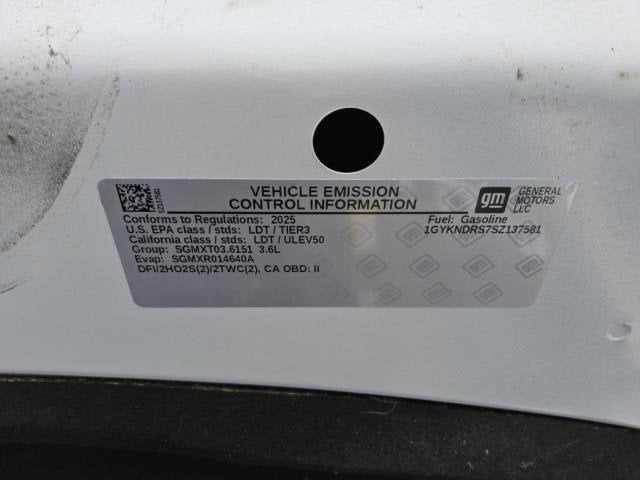 VEHICLE EMISSION
CONTROL INFORMATION
SZ137581
gm
GENERAL
MOTORS
LLC
Conforms to Regulations: 2025
Fuel: Gasoline
U.S. EPA class / stds: LDT / TIER3
1GYKNDRS7SZ137581
California class / stds: LDT / ULEV50
Group: SGMXT03.6151 3.6L
Evap: SGMXR014640A
DFI/2HO2S(2)/2TWC(2), CA OBD: II